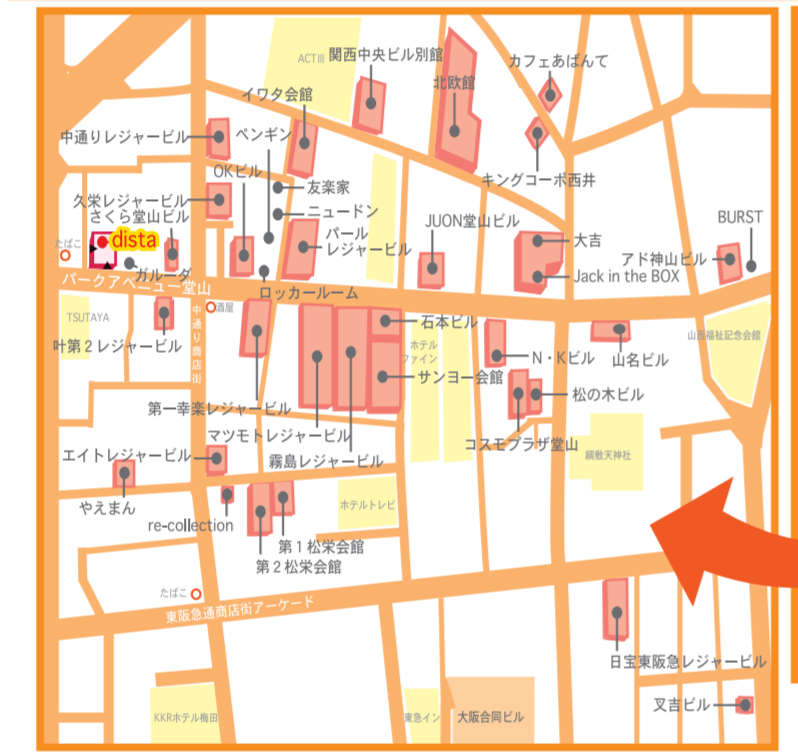 ACTⅢ
関西中央ビル別館
カフェあばんて
北欧館
イワタ会館
中通りレジャービル
ペンギン
OKビル
キングコーポ西井
友楽家
久栄レジャービル
ニュードン
さくら堂山ビル
パール
レジャービル
JUON堂山ビル
BURST
大吉
アド神山ビル
たばこ
dista
ガルーダ
Jack in the BOX
パークアベニュー堂山
ロッカールーム
酒屋
TSUTAYA
中通り商店街
石本ビル
ホテル
ファイン
山西福祉記念会館
叶第2レジャービル
N・Kビル
山名ビル
サンヨー会館
松の木ビル
第一幸楽レジャービル
コスモプラザ堂山
マツモトレジャービル
エイトレジャービル
霧島レジャービル
綱敷天神社
やえまん
re-collection
ホテルトレビ
第1松栄会館
第2松栄会館
たばこ
東阪急通商店街アーケード
日宝東阪急レジャービル
叉吉ビル
KKRホテル梅田
東急イン
大阪合同ビル